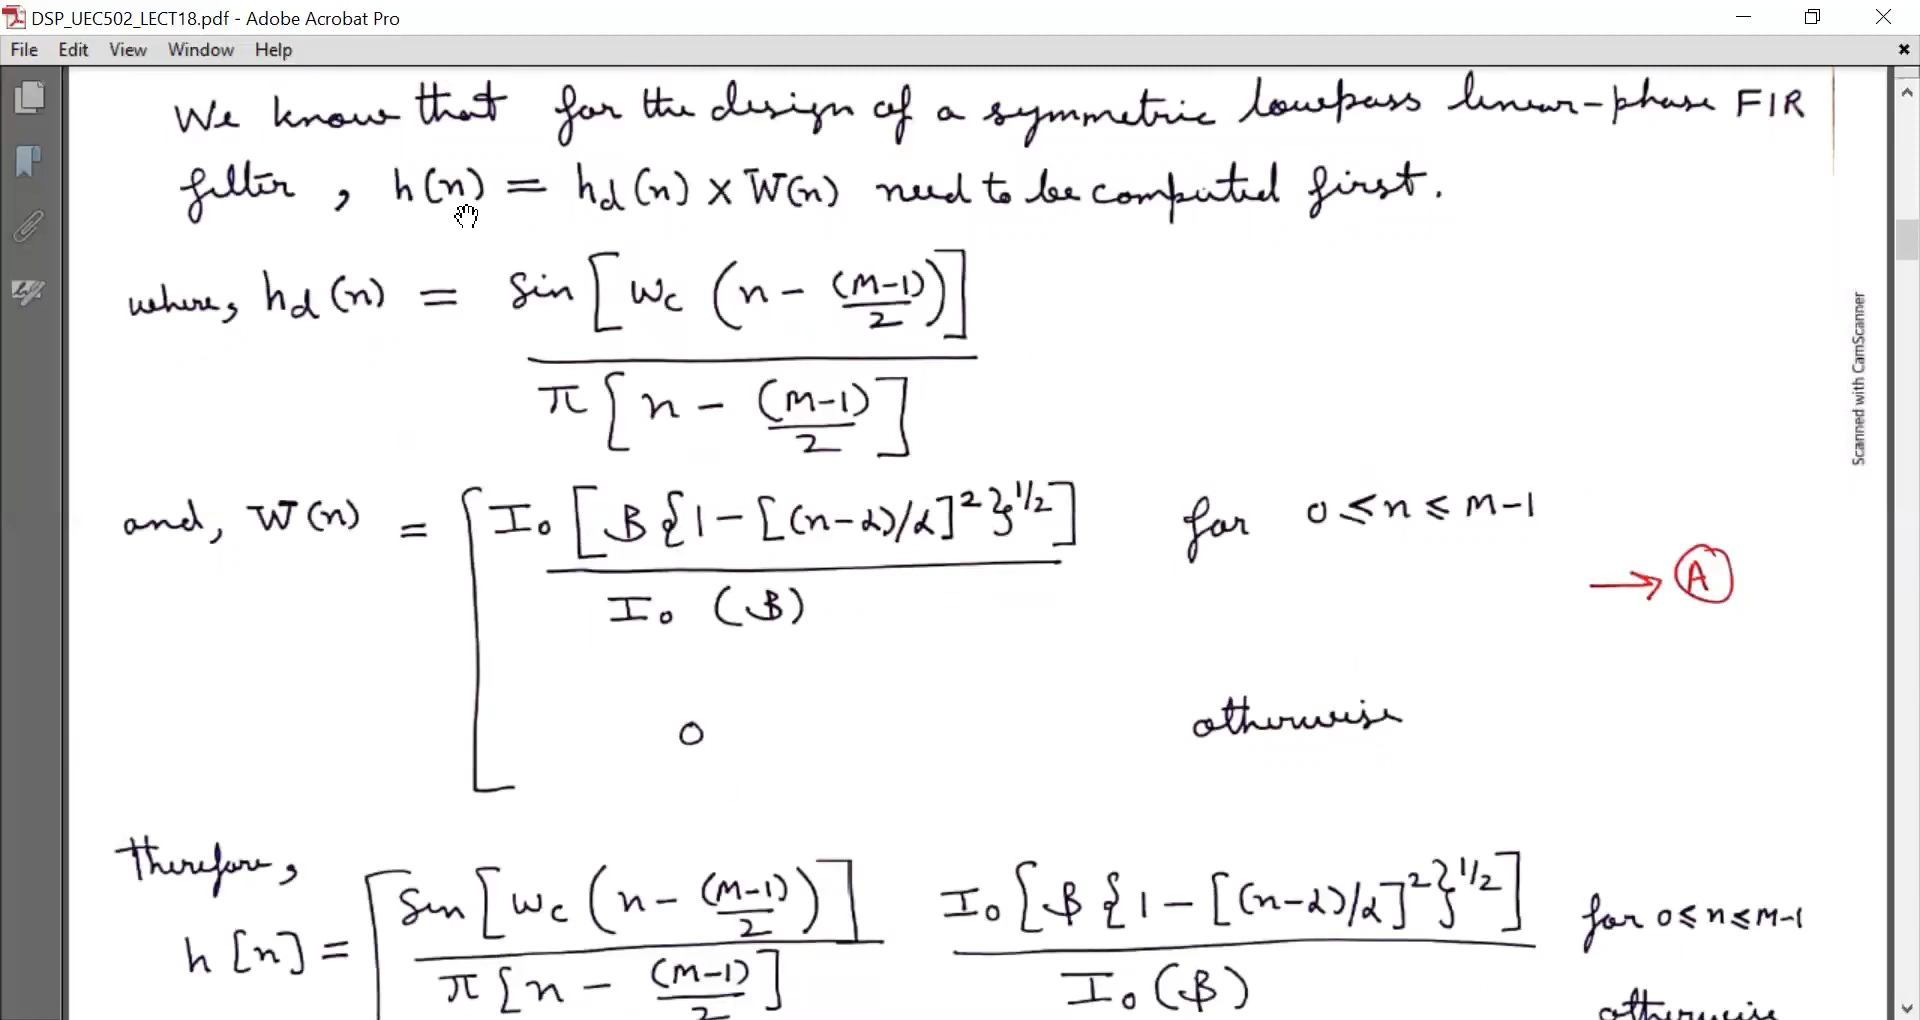 DSP_UEC502_LECT18.pdf - Adobe Acrobat Pro
File Edit View Window Help
We know that for the design of a symmetric lowpass linear-phase FIR
filter, h(n) = hd(n) × W(n) need to be computed first.
where, hd(n) = Sin[ωc(n - (M-1)/2)] / π[n - (M-1)/2]
and, W(n) = [ I₀[β{1-[(n-α)/α]²}^1/2] / I₀(β) for 0 ≤ n ≤ M-1
→ A
0 otherwise
Therefore,
h[n] = [ Sin[ωc(n - (M-1)/2)] / π[n - (M-1)/2] I₀[β{1-[(n-α)/α]²}^1/2] / I₀(β) for 0 ≤ n ≤ M-1
otherwise
Scanned with CamScanner